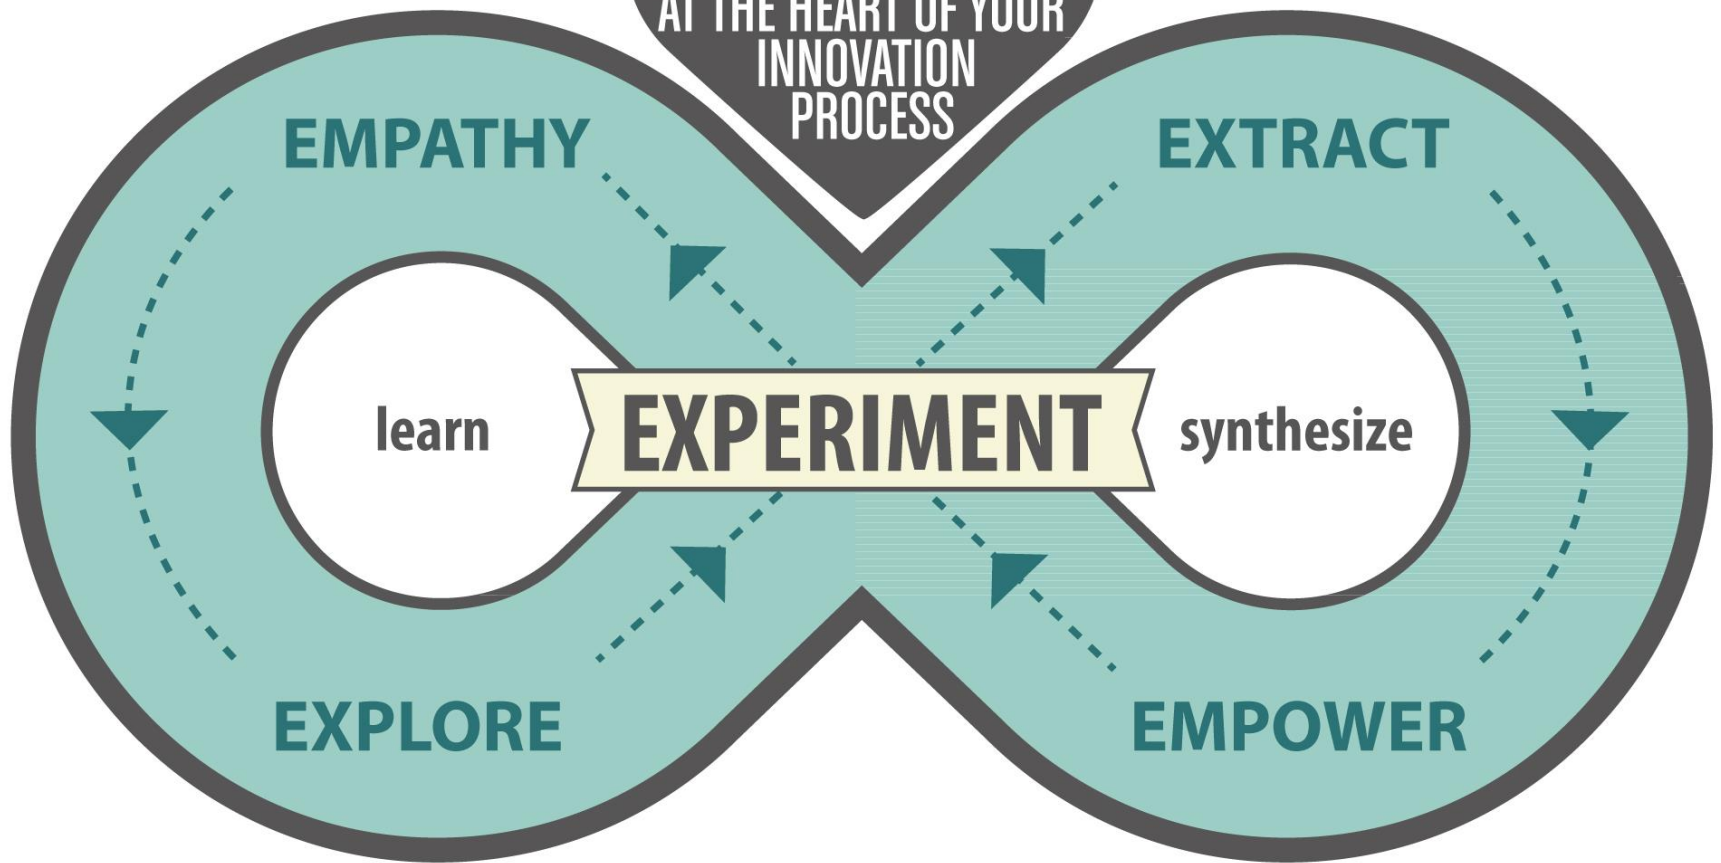 AT THE HEART OF YOUR
INNOVATION
PROCESS
EMPATHY
EXTRACT
learn
EXPERIMENT
synthesize
EXPLORE
EMPOWER